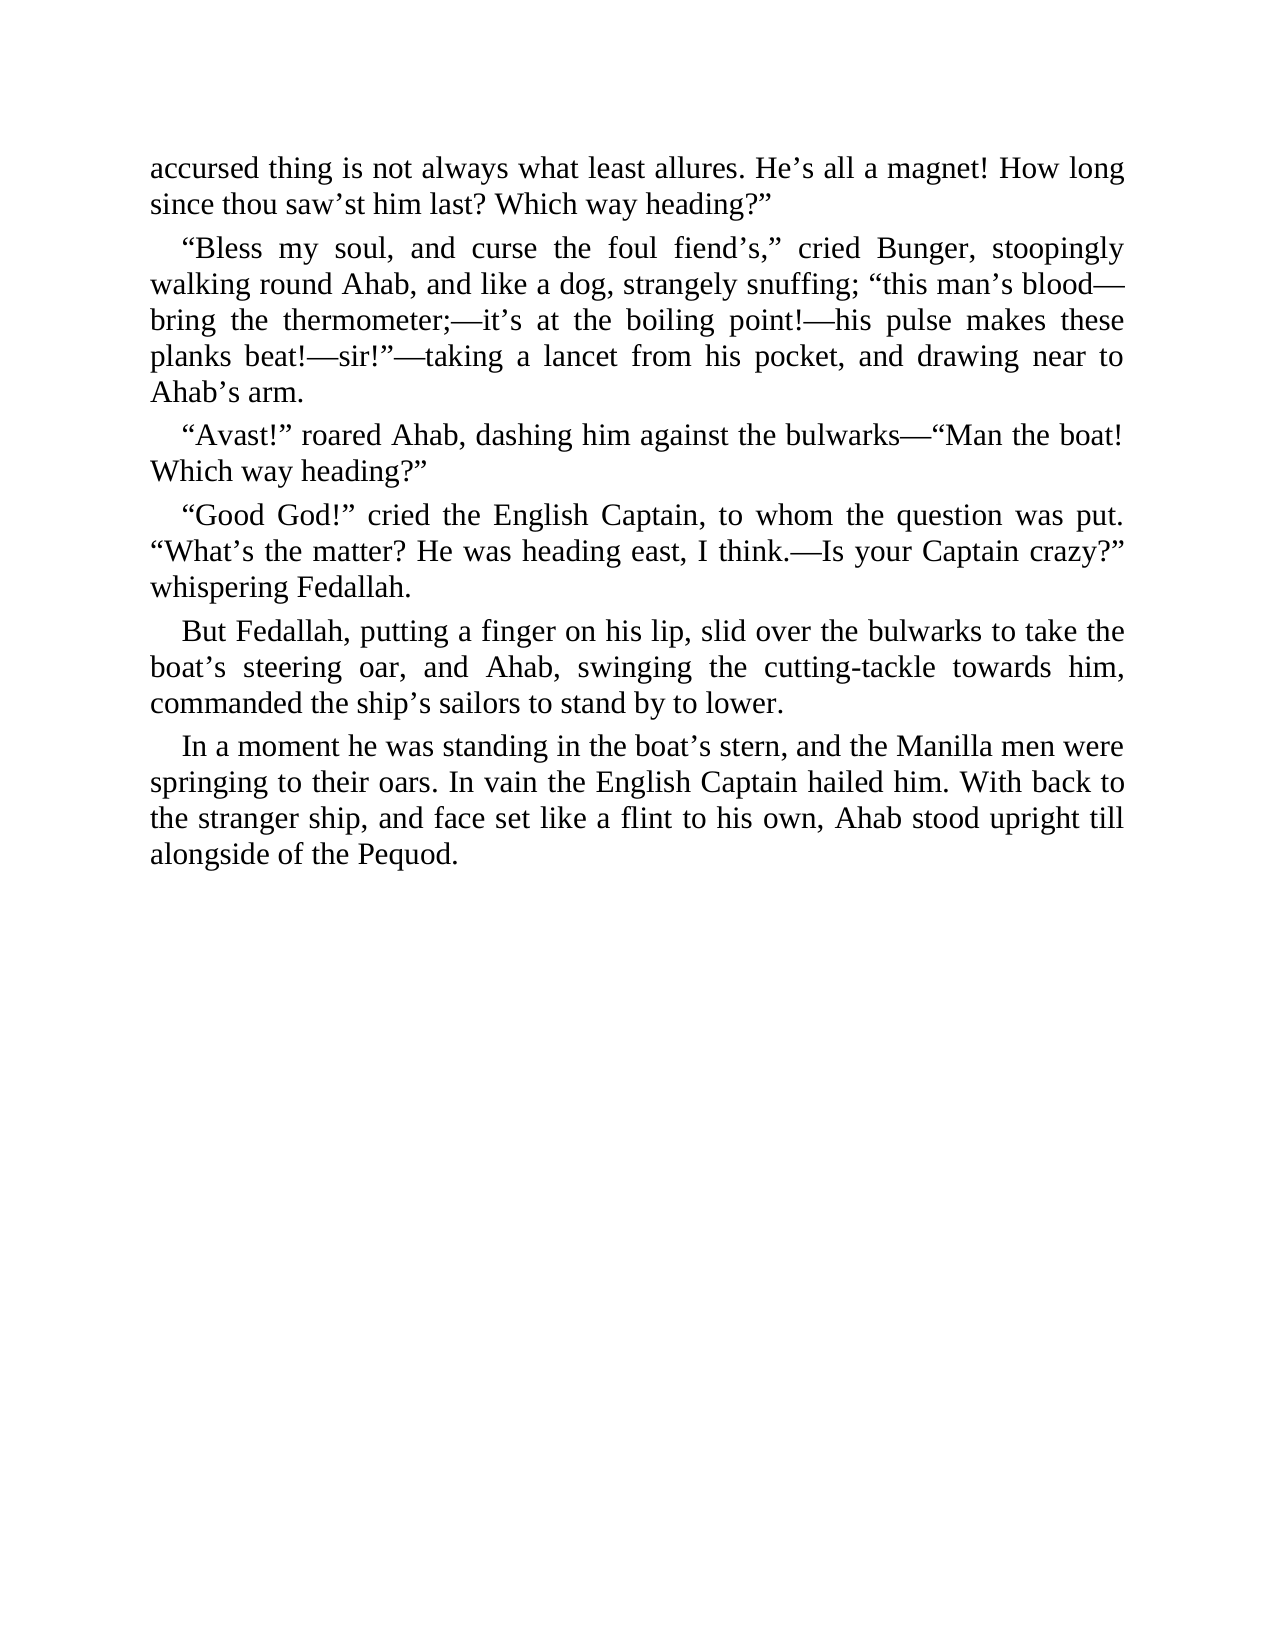 accursed thing is not always what least allures. He’s all a magnet! How long
since thou saw’st him last? Which way heading?”
“Bless my soul, and curse the foul fiend’s,” cried Bunger, stoopingly
walking round Ahab, and like a dog, strangely snuffing; “this man’s blood—
bring the thermometer;—it’s at the boiling point!—his pulse makes these
planks beat!—sir!”—taking a lancet from his pocket, and drawing near to
Ahab’s arm.
“Avast!” roared Ahab, dashing him against the bulwarks—“Man the boat!
Which way heading?”
“Good God!” cried the English Captain, to whom the question was put.
“What’s the matter? He was heading east, I think.—Is your Captain crazy?”
whispering Fedallah.
But Fedallah, putting a finger on his lip, slid over the bulwarks to take the
boat’s steering oar, and Ahab, swinging the cutting-tackle towards him,
commanded the ship’s sailors to stand by to lower.
In a moment he was standing in the boat’s stern, and the Manilla men were
springing to their oars. In vain the English Captain hailed him. With back to
the stranger ship, and face set like a flint to his own, Ahab stood upright till
alongside of the Pequod.